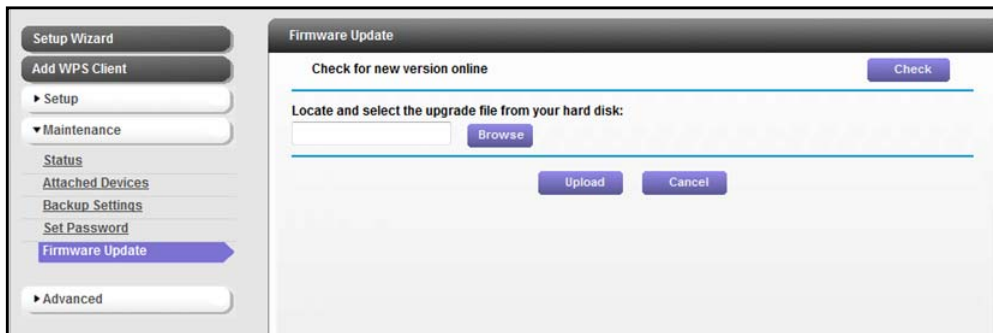 Setup Wizard
Add WPS Client
Setup
Maintenance
Status
Attached Devices
Backup Settings
Set Password
Firmware Update
Advanced
Firmware Update
Check for new version online
Check
Locate and select the upgrade file from your hard disk:
Browse
Upload Cancel